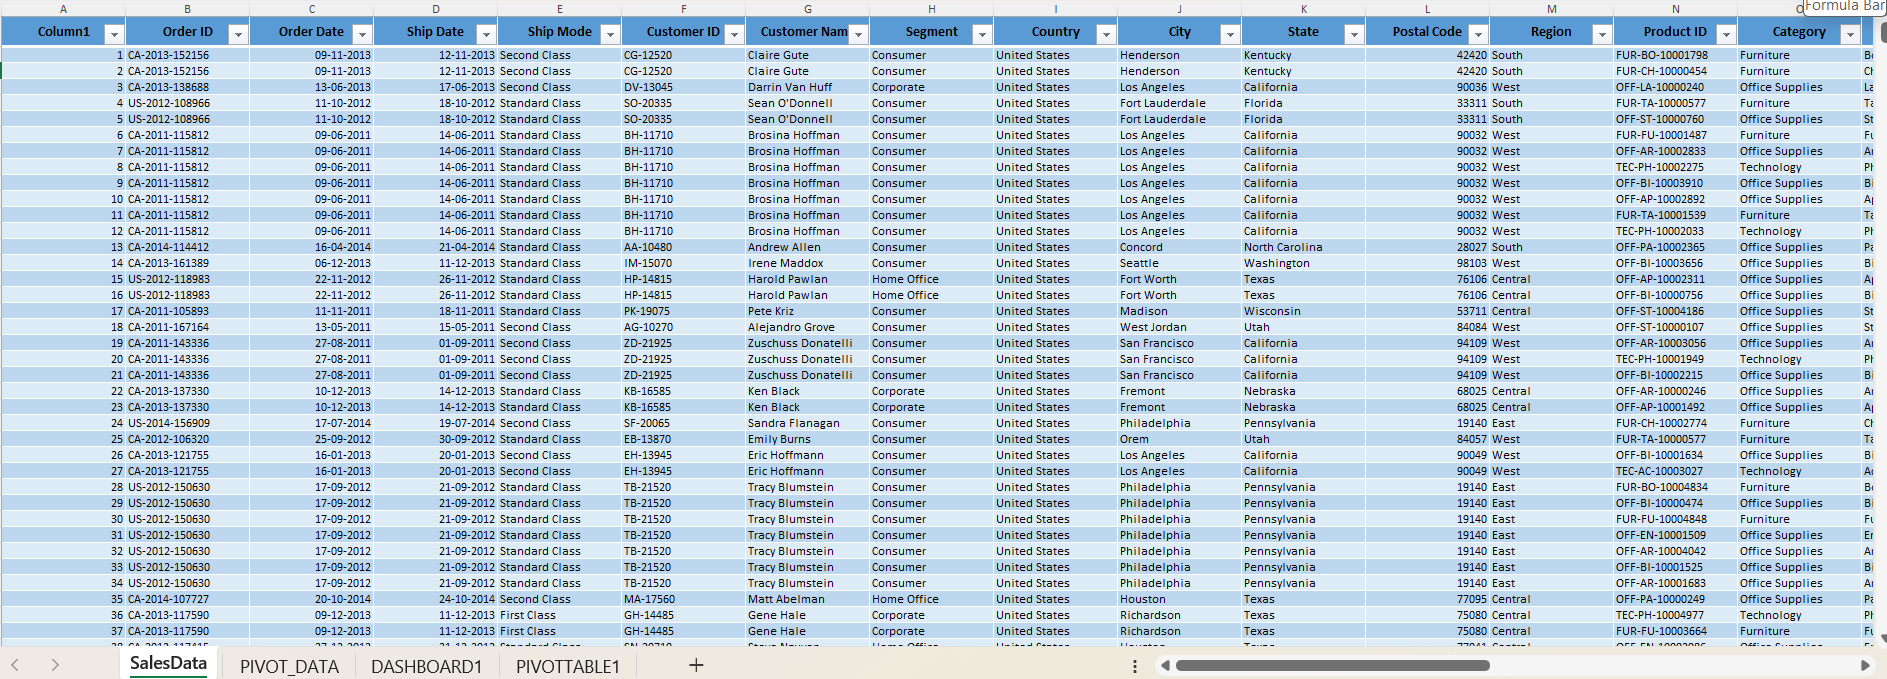 A B C D E F G H I J K L M N O
Formula Bar
Column1 Order ID Order Date Ship Date Ship Mode Customer ID Customer Nam Segment Country City State Postal Code Region Product ID Category
1 CA-2013-152156 09-11-2013 12-11-2013 Second Class CG-12520 Claire Gute Consumer United States Henderson Kentucky 42420 South FUR-BO-10001798 Furniture
2 CA-2013-152156 09-11-2013 12-11-2013 Second Class CG-12520 Claire Gute Consumer United States Henderson Kentucky 42420 South FUR-CH-10000454 Furniture
3 CA-2013-138688 13-06-2013 17-06-2013 Second Class DV-13045 Darrin Van Huff Corporate United States Los Angeles California 90036 West OFF-LA-10000240 Office Supplies
4 US-2012-108966 11-10-2012 18-10-2012 Standard Class SO-20335 Sean O'Donnell Consumer United States Fort Lauderdale Florida 33311 South FUR-TA-10000577 Furniture
5 US-2012-108966 11-10-2012 18-10-2012 Standard Class SO-20335 Sean O'Donnell Consumer United States Fort Lauderdale Florida 33311 South OFF-ST-10000760 Office Supplies
6 CA-2011-115812 09-06-2011 14-06-2011 Standard Class BH-11710 Brosina Hoffman Consumer United States Los Angeles California 90032 West FUR-FU-10001487 Furniture
7 CA-2011-115812 09-06-2011 14-06-2011 Standard Class BH-11710 Brosina Hoffman Consumer United States Los Angeles California 90032 West OFF-AR-10002833 Office Supplies
8 CA-2011-115812 09-06-2011 14-06-2011 Standard Class BH-11710 Brosina Hoffman Consumer United States Los Angeles California 90032 West TEC-PH-10002275 Technology
9 CA-2011-115812 09-06-2011 14-06-2011 Standard Class BH-11710 Brosina Hoffman Consumer United States Los Angeles California 90032 West OFF-BI-10003910 Office Supplies
10 CA-2011-115812 09-06-2011 14-06-2011 Standard Class BH-11710 Brosina Hoffman Consumer United States Los Angeles California 90032 West OFF-AP-10002892 Office Supplies
11 CA-2011-115812 09-06-2011 14-06-2011 Standard Class BH-11710 Brosina Hoffman Consumer United States Los Angeles California 90032 West FUR-TA-10001539 Furniture
12 CA-2011-115812 09-06-2011 14-06-2011 Standard Class BH-11710 Brosina Hoffman Consumer United States Los Angeles California 90032 West TEC-PH-10002033 Technology
13 CA-2014-114412 16-04-2014 21-04-2014 Standard Class AA-10480 Andrew Allen Consumer United States Concord North Carolina 28027 South OFF-PA-10002365 Office Supplies
14 CA-2013-161389 06-12-2013 11-12-2013 Standard Class IM-15070 Irene Maddox Consumer United States Seattle Washington 98103 West OFF-BI-10003656 Office Supplies
15 US-2012-118983 22-11-2012 26-11-2012 Standard Class HP-14815 Harold Pawlan Home Office United States Fort Worth Texas 76106 Central OFF-AP-10002311 Office Supplies
16 US-2012-118983 22-11-2012 26-11-2012 Standard Class HP-14815 Harold Pawlan Home Office United States Fort Worth Texas 76106 Central OFF-BI-10000756 Office Supplies
17 CA-2011-105893 11-11-2011 18-11-2011 Standard Class PK-19075 Pete Kriz Consumer United States Madison Wisconsin 53711 Central OFF-ST-10004186 Office Supplies
18 CA-2011-167164 13-05-2011 15-05-2011 Second Class AG-10270 Alejandro Grove Consumer United States West Jordan Utah 84084 West OFF-ST-10000107 Office Supplies
19 CA-2011-143336 27-08-2011 01-09-2011 Second Class ZD-21925 Zuschuss Donatelli Consumer United States San Francisco California 94109 West OFF-AR-10003056 Office Supplies
20 CA-2011-143336 27-08-2011 01-09-2011 Second Class ZD-21925 Zuschuss Donatelli Consumer United States San Francisco California 94109 West TEC-PH-10001949 Technology
21 CA-2011-143336 27-08-2011 01-09-2011 Second Class ZD-21925 Zuschuss Donatelli Consumer United States San Francisco California 94109 West OFF-BI-10002215 Office Supplies
22 CA-2013-137330 10-12-2013 14-12-2013 Standard Class KB-16585 Ken Black Corporate United States Fremont Nebraska 68025 Central OFF-AR-10000246 Office Supplies
23 CA-2013-137330 10-12-2013 14-12-2013 Standard Class KB-16585 Ken Black Corporate United States Fremont Nebraska 68025 Central OFF-AP-10001492 Office Supplies
24 US-2014-156909 17-07-2014 19-07-2014 Second Class SF-20065 Sandra Flanagan Consumer United States Philadelphia Pennsylvania 19140 East FUR-CH-10002774 Furniture
25 CA-2012-106320 25-09-2012 30-09-2012 Standard Class EB-13870 Emily Burns Consumer United States Orem Utah 84057 West FUR-TA-10000577 Furniture
26 CA-2013-121755 16-01-2013 20-01-2013 Second Class EH-13945 Eric Hoffmann Consumer United States Los Angeles California 90049 West OFF-BI-10001634 Office Supplies
27 CA-2013-121755 16-01-2013 20-01-2013 Second Class EH-13945 Eric Hoffmann Consumer United States Los Angeles California 90049 West TEC-AC-10003027 Technology
28 US-2012-150630 17-09-2012 21-09-2012 Standard Class TB-21520 Tracy Blumstein Consumer United States Philadelphia Pennsylvania 19140 East FUR-BO-10004834 Furniture
29 US-2012-150630 17-09-2012 21-09-2012 Standard Class TB-21520 Tracy Blumstein Consumer United States Philadelphia Pennsylvania 19140 East OFF-BI-10000474 Office Supplies
30 US-2012-150630 17-09-2012 21-09-2012 Standard Class TB-21520 Tracy Blumstein Consumer United States Philadelphia Pennsylvania 19140 East FUR-FU-10004848 Furniture
31 US-2012-150630 17-09-2012 21-09-2012 Standard Class TB-21520 Tracy Blumstein Consumer United States Philadelphia Pennsylvania 19140 East OFF-EN-10001509 Office Supplies
32 US-2012-150630 17-09-2012 21-09-2012 Standard Class TB-21520 Tracy Blumstein Consumer United States Philadelphia Pennsylvania 19140 East OFF-AR-10004042 Office Supplies
33 US-2012-150630 17-09-2012 21-09-2012 Standard Class TB-21520 Tracy Blumstein Consumer United States Philadelphia Pennsylvania 19140 East OFF-BI-10001525 Office Supplies
34 US-2012-150630 17-09-2012 21-09-2012 Standard Class TB-21520 Tracy Blumstein Consumer United States Philadelphia Pennsylvania 19140 East OFF-AR-10001683 Office Supplies
35 CA-2014-107727 20-10-2014 24-10-2014 Second Class MA-17560 Matt Abelman Home Office United States Houston Texas 77095 Central OFF-PA-10000249 Office Supplies
36 CA-2013-117590 09-12-2013 11-12-2013 First Class GH-14485 Gene Hale Corporate United States Richardson Texas 75080 Central TEC-PH-10004977 Technology
37 CA-2013-117590 09-12-2013 11-12-2013 First Class GH-14485 Gene Hale Corporate United States Richardson Texas 75080 Central FUR-FU-10003664 Furniture
SalesData PIVOT_DATA DASHBOARD1 PIVOTTABLE1